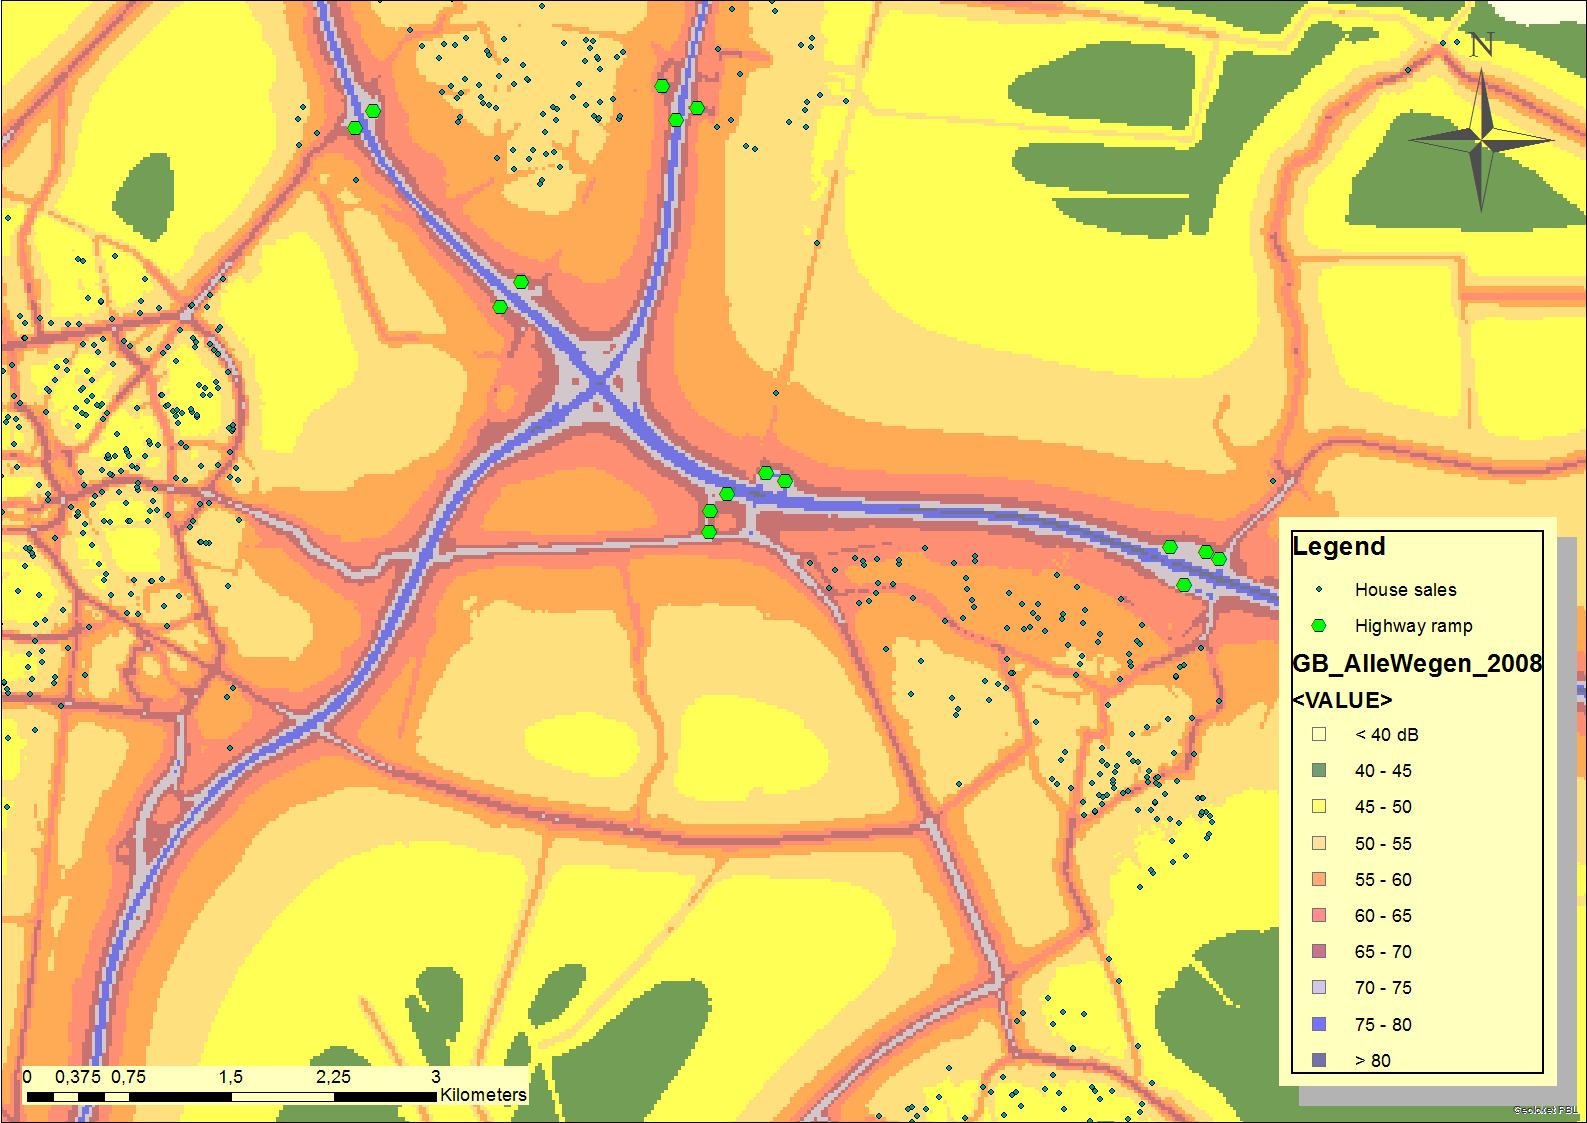 N
Legend
House sales
Highway ramp
GB_AlleWegen_2008
<VALUE>
< 40 dB
40 - 45
45 - 50
50 - 55
55 - 60
60 - 65
65 - 70
70 - 75
75 - 80
> 80
0 0,375 0,75 1,5 2,25 3
Kilometers